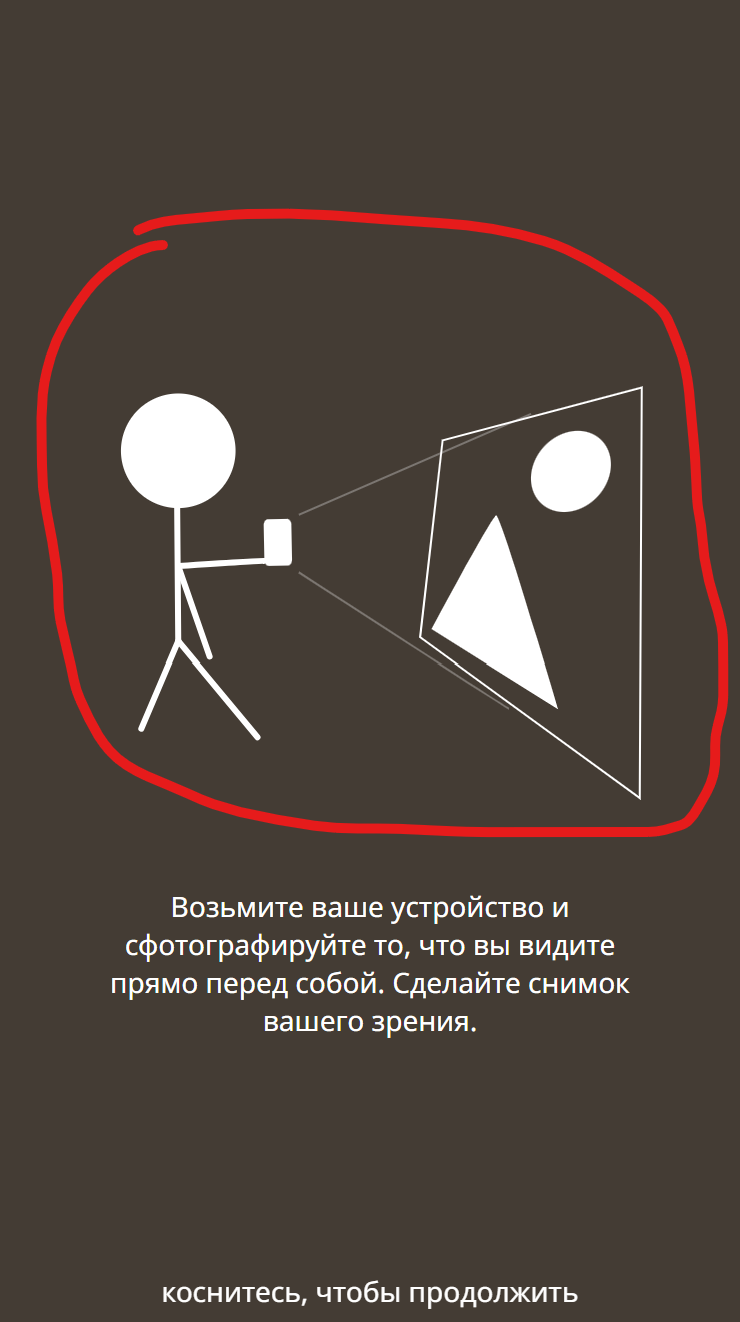 Возьмите ваше устройство и
сфотографируйте то, что вы видите
прямо перед собой. Сделайте снимок
вашего зрения.
коснитесь, чтобы продолжить